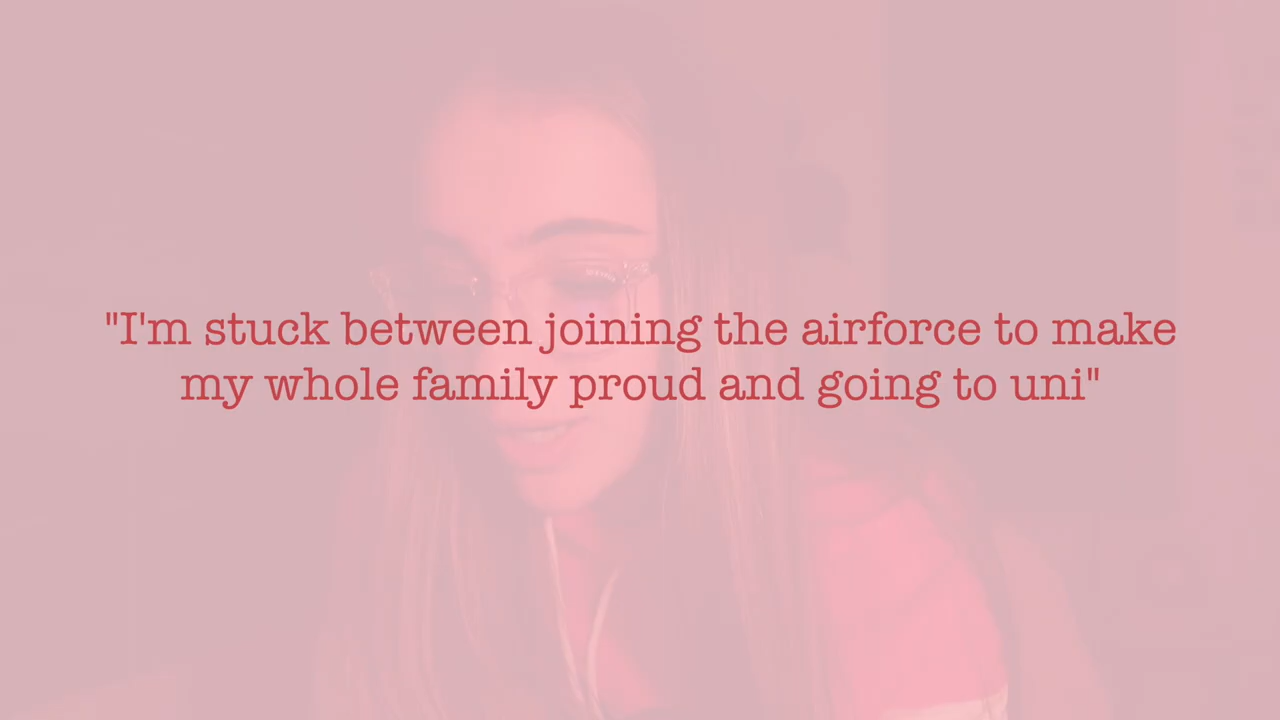 "I'm stuck between joining the airforce to make
my whole family proud and going to uni"